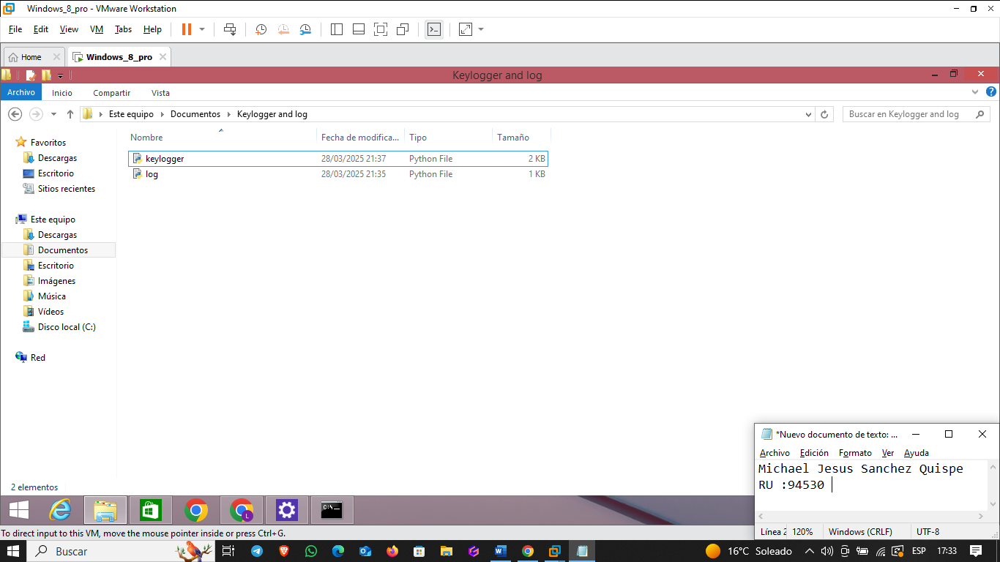 Windows_8_pro - VMware Workstation
File Edit View VM Tabs Help
Home Windows_8_pro
Keylogger and log
Archivo Inicio Compartir Vista
Este equipo Documentos Keylogger and log Buscar en Keylogger and log
Nombre Fecha de modifica... Tipo Tamaño
keylogger 28/03/2025 21:37 Python File 2 KB
log 28/03/2025 21:35 Python File 1 KB
Favoritos
Descargas
Escritorio
Sitios recientes
Este equipo
Descargas
Documentos
Escritorio
Imágenes
Música
Vídeos
Disco local (C:)
Red
2 elementos
*Nuevo documento de texto: ...
Archivo Edición Formato Ver Ayuda
Michael Jesus Sanchez Quispe
RU :94530
Línea 2 120% Windows (CRLF) UTF-8
C:\
L
To direct input to this VM, move the mouse pointer inside or press Ctrl+G.
Buscar 16°C Soleado ESP 17:33